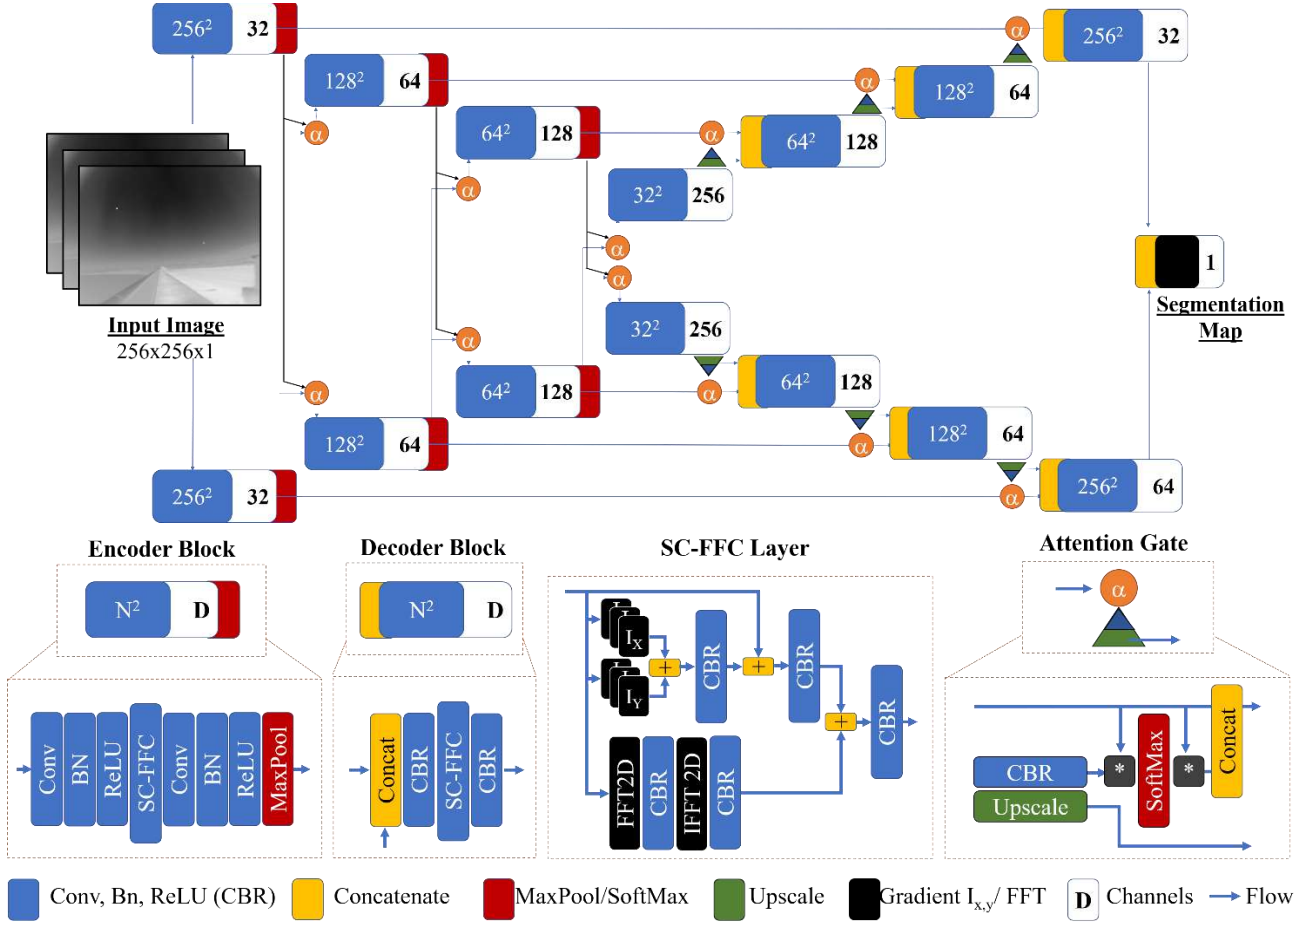 256² 32
α
256² 32
128² 64
α
α
128² 64
64² 128
α
64² 128
α
α
32² 256
α
α
1
Segmentation
Map
Input Image
256x256x1
32² 256
α
64² 128
α
64² 128
α
α
128² 64
α
128² 64
α
256² 32
α
256² 64
Encoder Block
Decoder Block
SC-FFC Layer
Attention Gate
N² D
N² D
α
I_X
I_Y
+
CBR
+
CBR
+
CBR
FFT2D
CBR
IFFT 2D
CBR
Conv
BN
ReLU
SC-FFC
Conv
BN
ReLU
MaxPool
Concat
CBR
SC-FFC
CBR
CBR
Upscale
*
SoftMax
*
Concat
Conv, Bn, ReLU (CBR)
Concatenate
MaxPool/SoftMax
Upscale
Gradient I_x,y/ FFT
D Channels
Flow